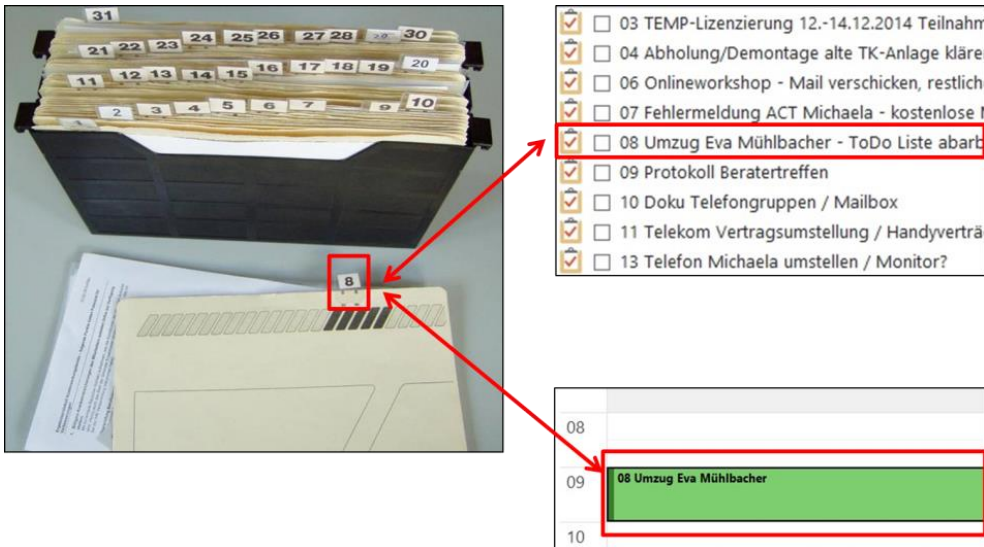 31
21 22 23 24 25 26 27 28 29 30
11 12 13 14 15 16 17 18 19 20
1 2 3 4 5 6 7 9 10
8
03 TEMP-Lizenzierung 12.-14.12.2014 Teilnahm
04 Abholung/Demontage alte TK-Anlage kläre
06 Onlineworkshop - Mail verschicken, restlich
07 Fehlermeldung ACT Michaela - kostenlose
08 Umzug Eva Mühlbacher - ToDo Liste abarb
09 Protokoll Beratertreffen
10 Doku Telefongruppen / Mailbox
11 Telekom Vertragsumstellung / Handyverträ
13 Telefon Michaela umstellen / Monitor?
08
09
08 Umzug Eva Mühlbacher
10